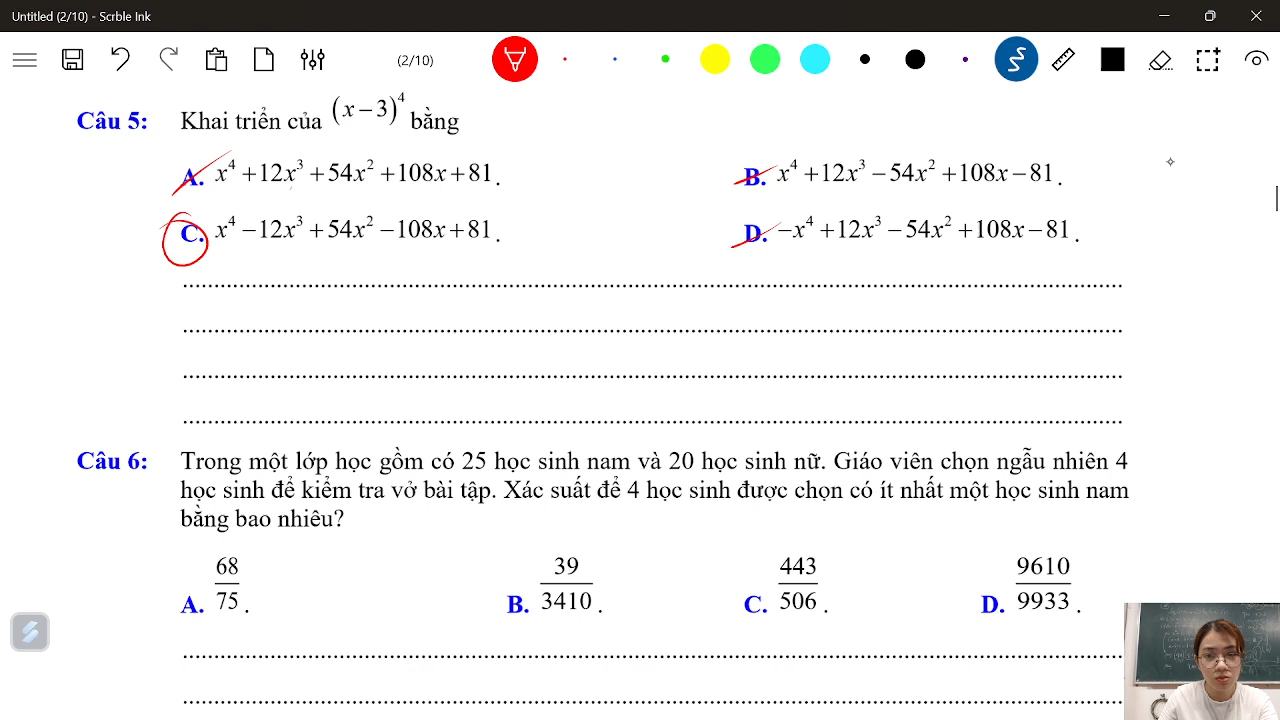 Untitled (2/10) - Scrble Ink
(2/10)
Câu 5: Khai triển của (x − 3)⁴ bằng
A. x⁴ + 12x³ + 54x² + 108x + 81. B. x⁴ + 12x³ − 54x² + 108x − 81.
C. x⁴ − 12x³ + 54x² − 108x + 81. D. −x⁴ + 12x³ − 54x² + 108x − 81.
Câu 6: Trong một lớp học gồm có 25 học sinh nam và 20 học sinh nữ. Giáo viên chọn ngẫu nhiên 4
học sinh để kiểm tra vở bài tập. Xác suất để 4 học sinh được chọn có ít nhất một học sinh nam
bằng bao nhiêu?
A. 68/75. B. 39/3410. C. 443/506. D. 9610/9933.